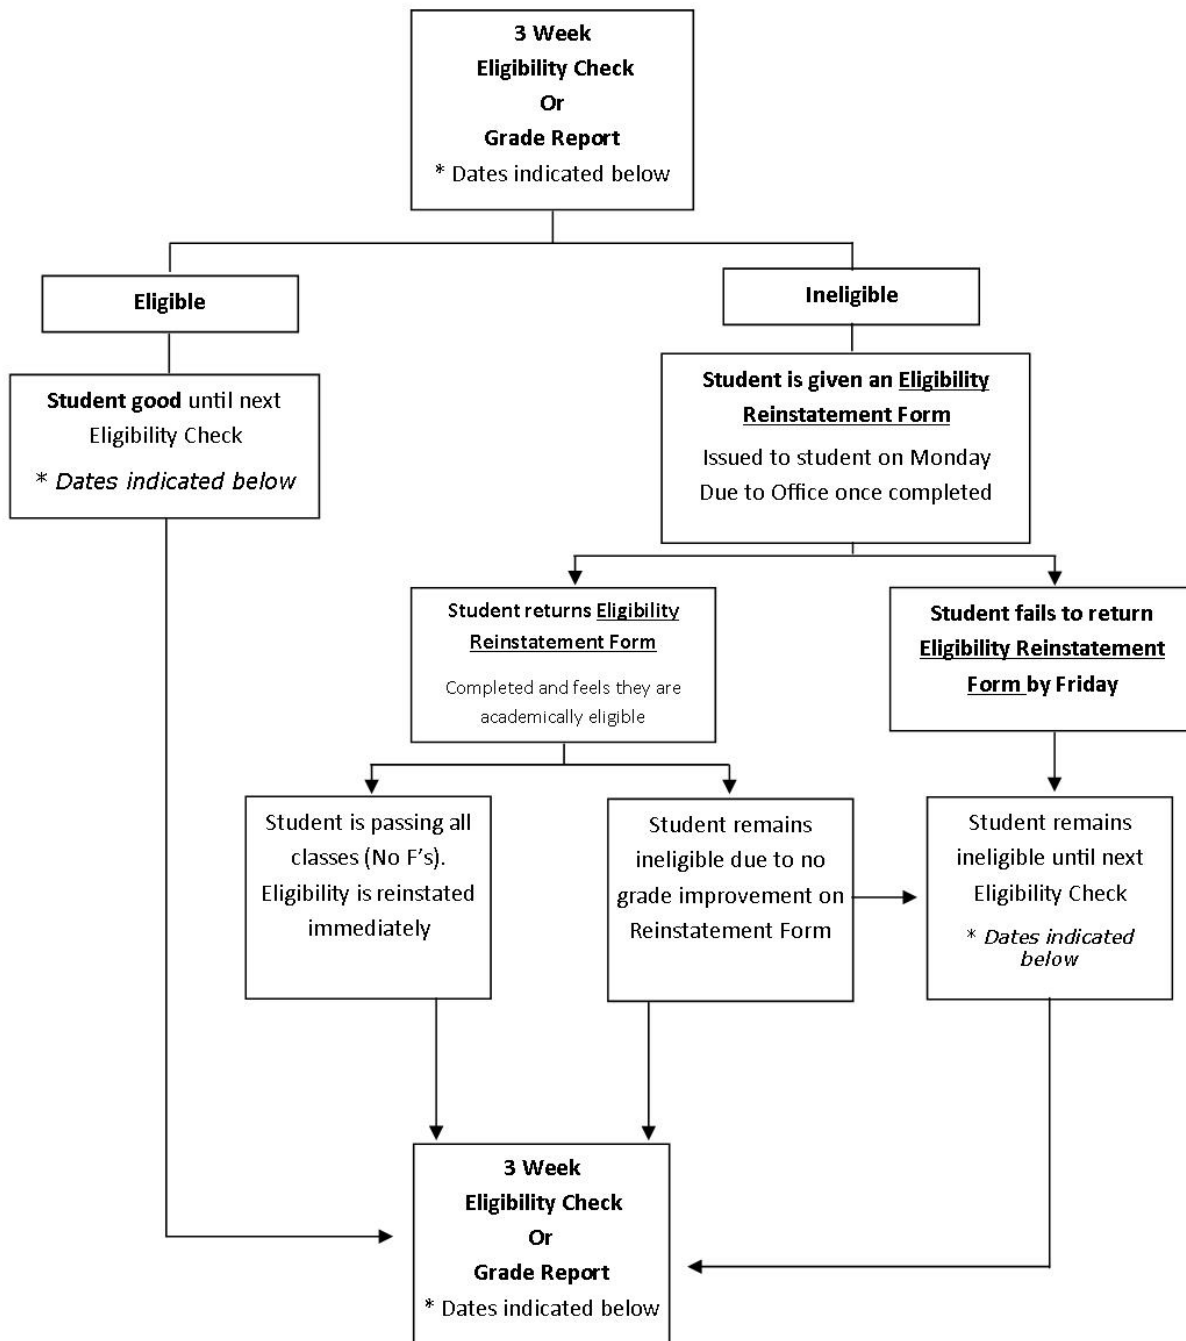 3 Week
Eligibility Check
Or
Grade Report
* Dates indicated below
Eligible
Ineligible
Student good until next
Eligibility Check
* Dates indicated below
Student is given an Eligibility
Reinstatement Form
Issued to student on Monday
Due to Office once completed
Student returns Eligibility
Reinstatement Form
Completed and feels they are
academically eligible
Student fails to return
Eligibility Reinstatement
Form by Friday
Student is passing all
classes (No F's).
Eligibility is reinstated
immediately
Student remains
ineligible due to no
grade improvement on
Reinstatement Form
Student remains
ineligible until next
Eligibility Check
* Dates indicated
below
3 Week
Eligibility Check
Or
Grade Report
* Dates indicated below